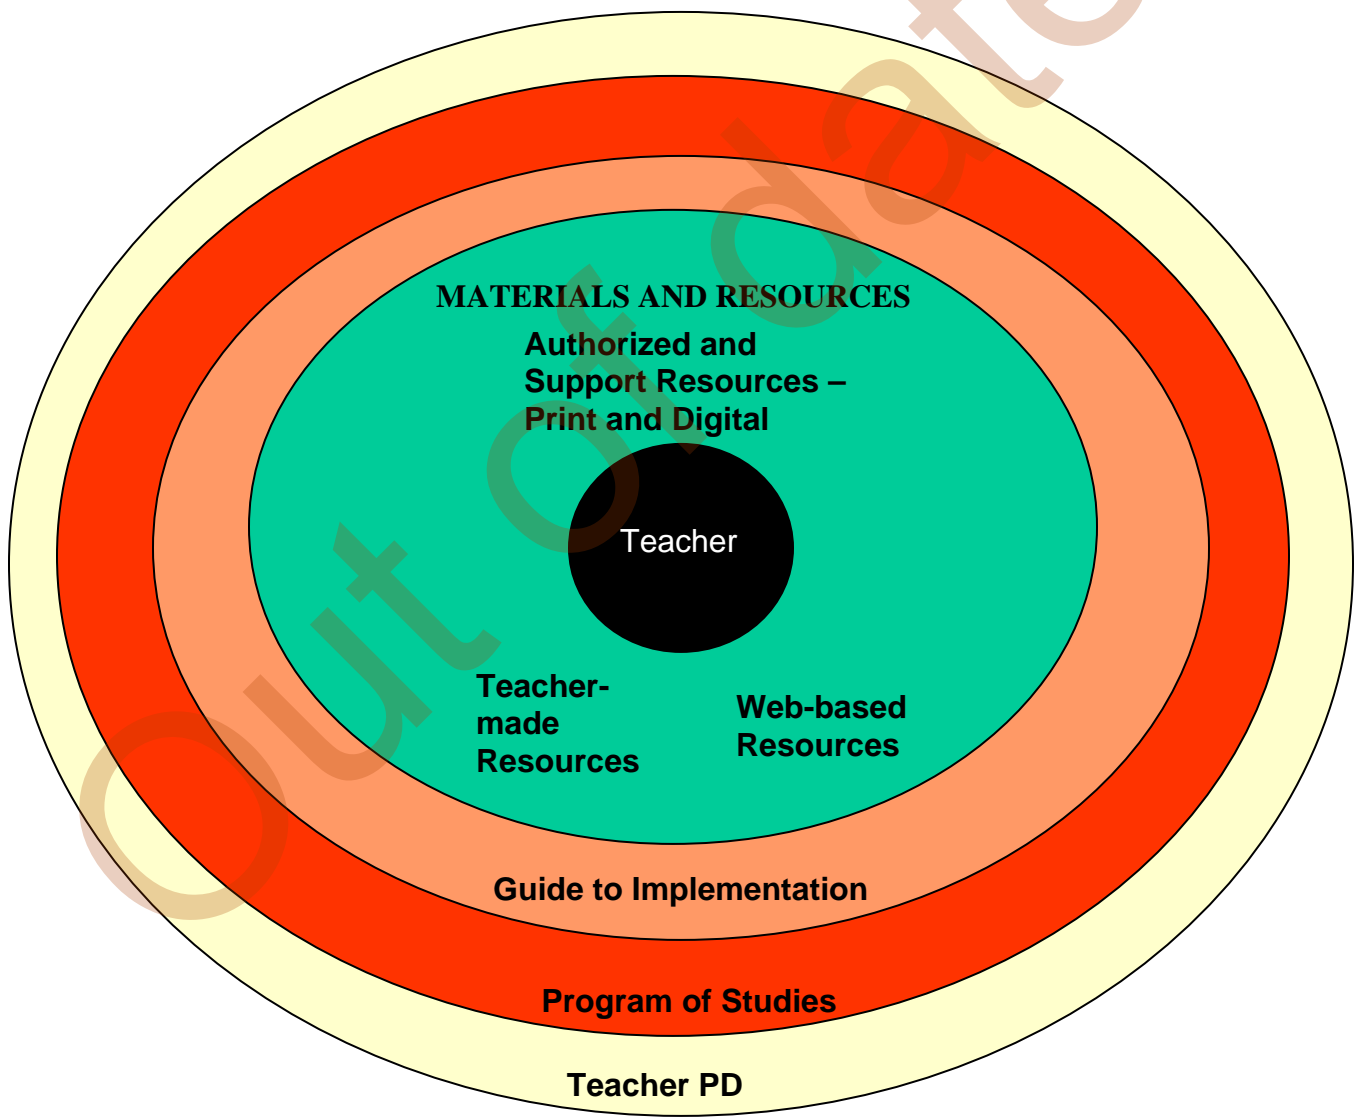 MATERIALS AND RESOURCES
Authorized and
Support Resources –
Print and Digital
Teacher
Teacher-
made
Resources
Web-based
Resources
Guide to Implementation
Program of Studies
Teacher PD
Out of date